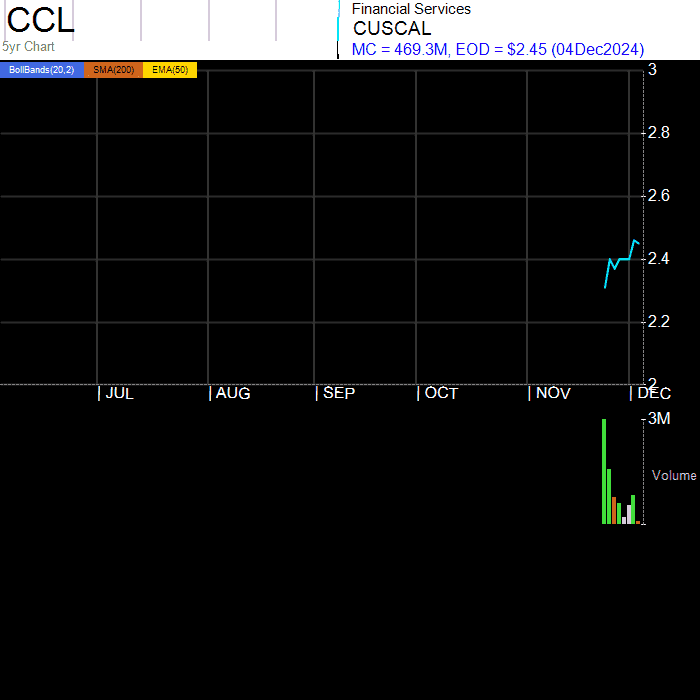 CCL
5yr Chart
Financial Services
CUSCAL
MC = 469.3M, EOD = $2.45 (04Dec2024)
BollBands(20,2) SMA(200) EMA(50)
3
2.8
2.6
2.4
2.2
2
| JUL | AUG | SEP | OCT | NOV | DEC
3M
Volume